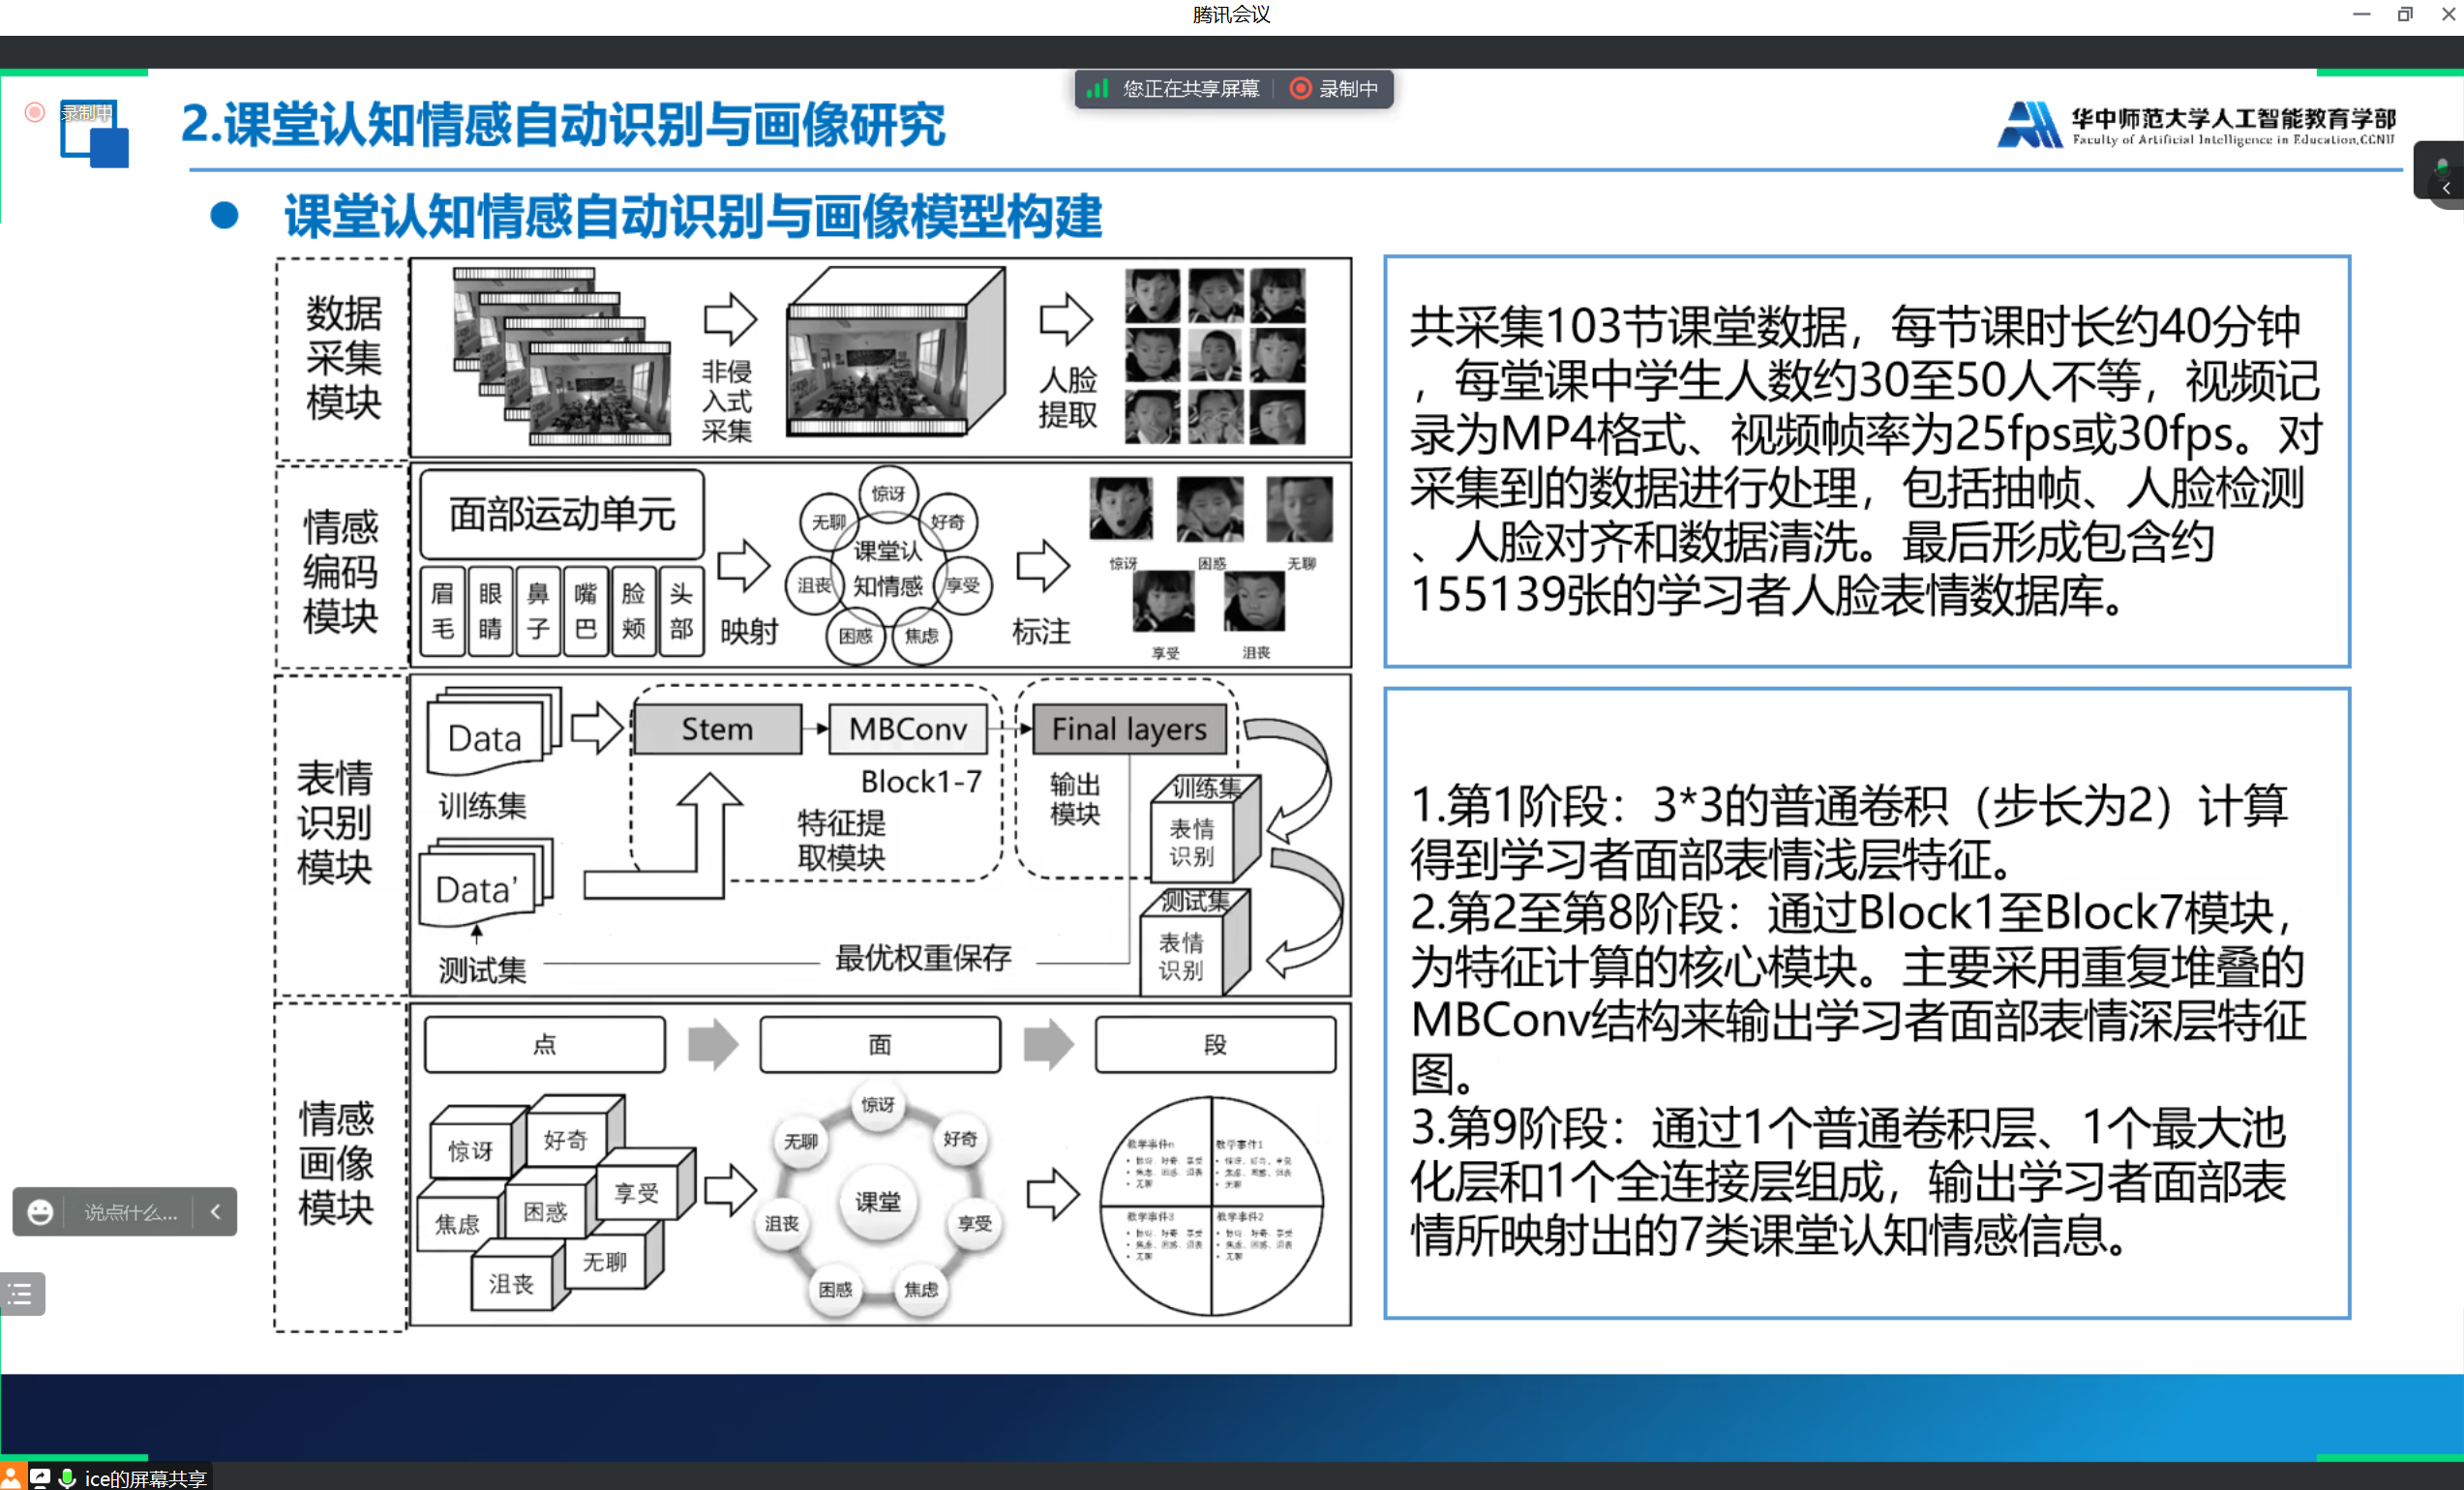 腾讯会议
您正在共享屏幕 录制中
录制中
2.课堂认知情感自动识别与画像研究
华中师范大学人工智能教育学部
Faculty of Artificial Intelligence in Education,CCNU
课堂认知情感自动识别与画像模型构建
数据
采集
模块
非侵
入式
采集
人脸
提取
情感
编码
模块
面部运动单元
眉毛 眼睛 鼻子 嘴巴 脸颊 头部
映射
惊讶
无聊 好奇
课堂认
知情感
沮丧 享受
困惑 焦虑
标注
惊讶 困惑 无聊
享受 沮丧
表情
识别
模块
Data
训练集
Data'
测试集
Stem
MBConv
Block1-7
特征提
取模块
Final layers
输出
模块
训练集
表情
识别
测试集
表情
识别
最优权重保存
情感
画像
模块
点 面 段
惊讶 好奇
焦虑 困惑 享受
沮丧 无聊
惊讶
无聊 好奇
课堂
沮丧 享受
困惑 焦虑
教学事件n 教学事件1
教学事件3 教学事件2
共采集103节课堂数据，每节课时长约40分钟
，每堂课中学生人数约30至50人不等，视频记
录为MP4格式、视频帧率为25fps或30fps。对
采集到的数据进行处理，包括抽帧、人脸检测
、人脸对齐和数据清洗。最后形成包含约
155139张的学习者人脸表情数据库。
1.第1阶段：3*3的普通卷积（步长为2）计算
得到学习者面部表情浅层特征。
2.第2至第8阶段：通过Block1至Block7模块，
为特征计算的核心模块。主要采用重复堆叠的
MBConv结构来输出学习者面部表情深层特征
图。
3.第9阶段：通过1个普通卷积层、1个最大池
化层和1个全连接层组成，输出学习者面部表
情所映射出的7类课堂认知情感信息。
说点什么...
ice的屏幕共享